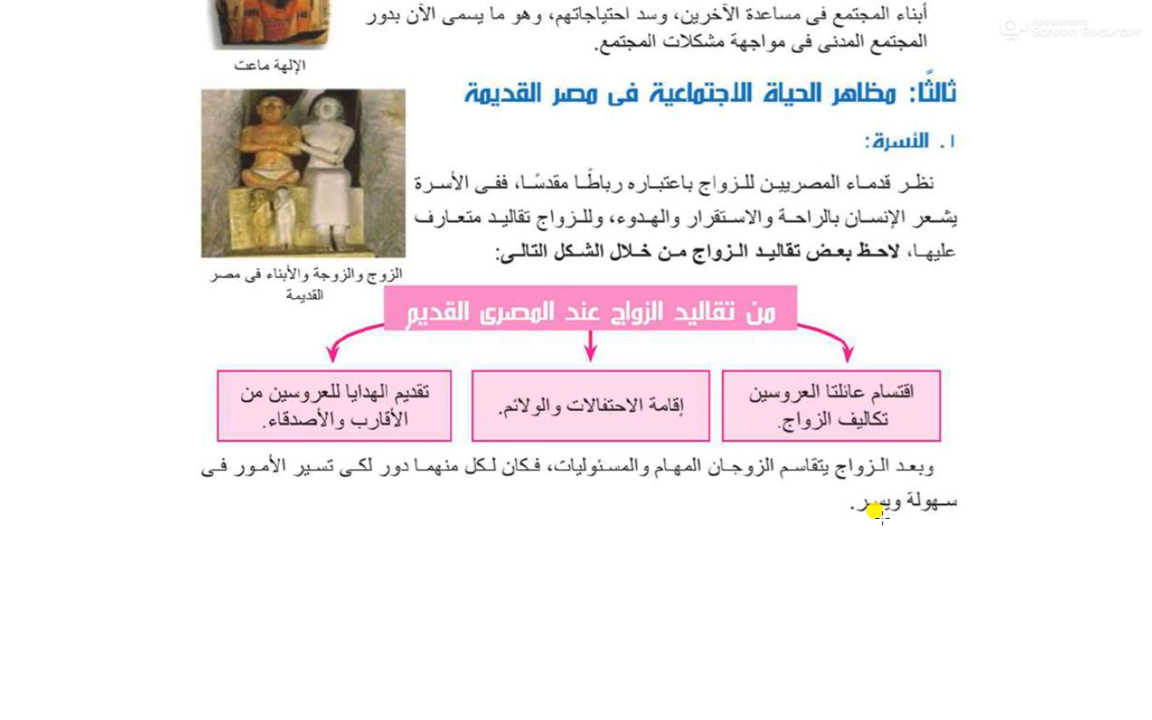 Screen Recorder
أبناء المجتمع فى مساعدة الآخرين، وسد احتياجاتهم، وهو ما يسمى الآن بدور
المجتمع المدنى فى مواجهة مشكلات المجتمع.
الإلهة ماعت
ثالثًا: مظاهر الحياة الاجتماعية فى مصر القديمة
١. الأسرة:
نظر قدماء المصريين للزواج باعتباره رباطًا مقدسًا، ففى الأسرة
يشعر الإنسان بالراحة والاستقرار والهدوء، وللزواج تقاليد متعارف
عليها، لاحظ بعض تقاليد الزواج من خلال الشكل التالى:
الزوج والزوجة والأبناء فى مصر
القديمة
من تقاليد الزواج عند المصرى القديم
اقتسام عائلتا العروسين
تكاليف الزواج.
إقامة الاحتفالات والولائم.
تقديم الهدايا للعروسين من
الأقارب والأصدقاء.
وبعد الزواج يتقاسم الزوجان المهام والمسئوليات، فكان لكل منهما دور لكى تسير الأمور فى
سهولة ويسر.